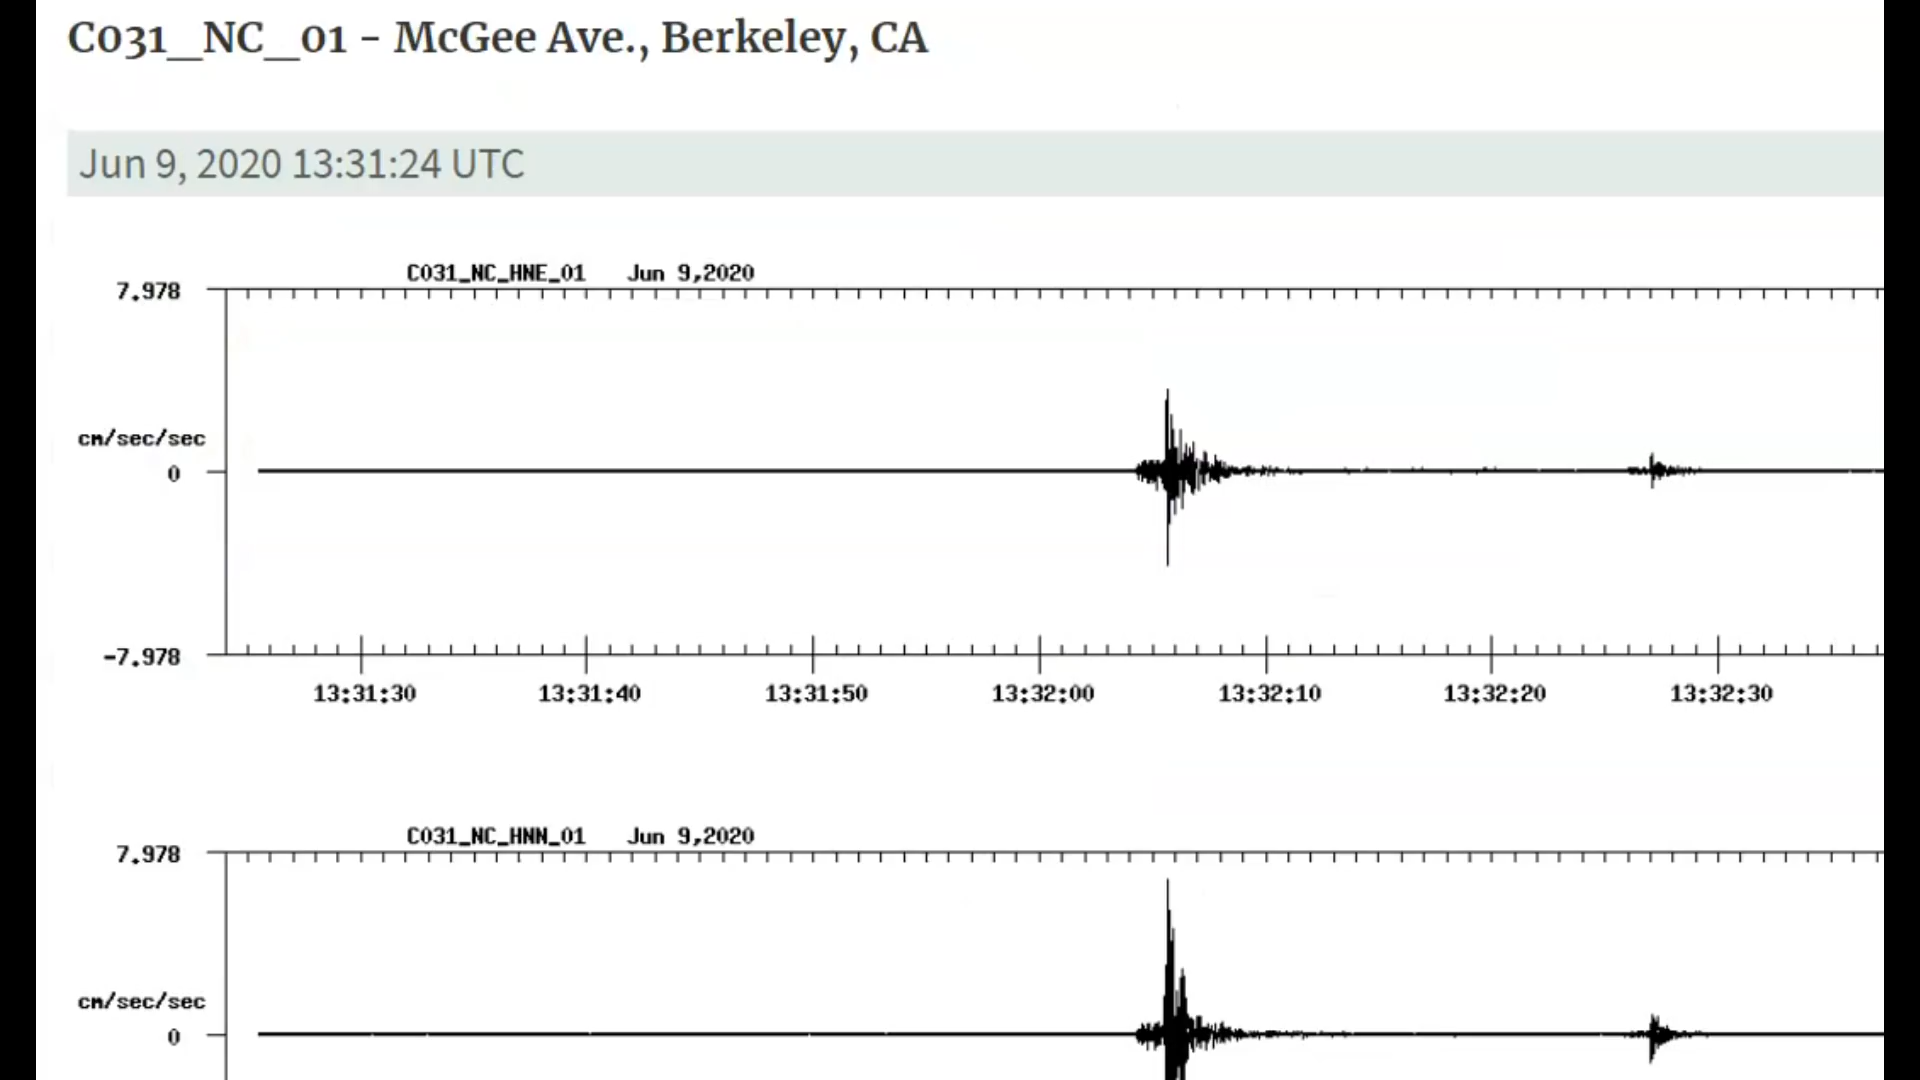 C031_NC_01 - McGee Ave., Berkeley, CA
Jun 9, 2020 13:31:24 UTC
C031_NC_HNE_01 Jun 9,2020
7.978
cm/sec/sec
0
-7.978
13:31:30 13:31:40 13:31:50 13:32:00 13:32:10 13:32:20 13:32:30
C031_NC_HNN_01 Jun 9,2020
7.978
cm/sec/sec
0